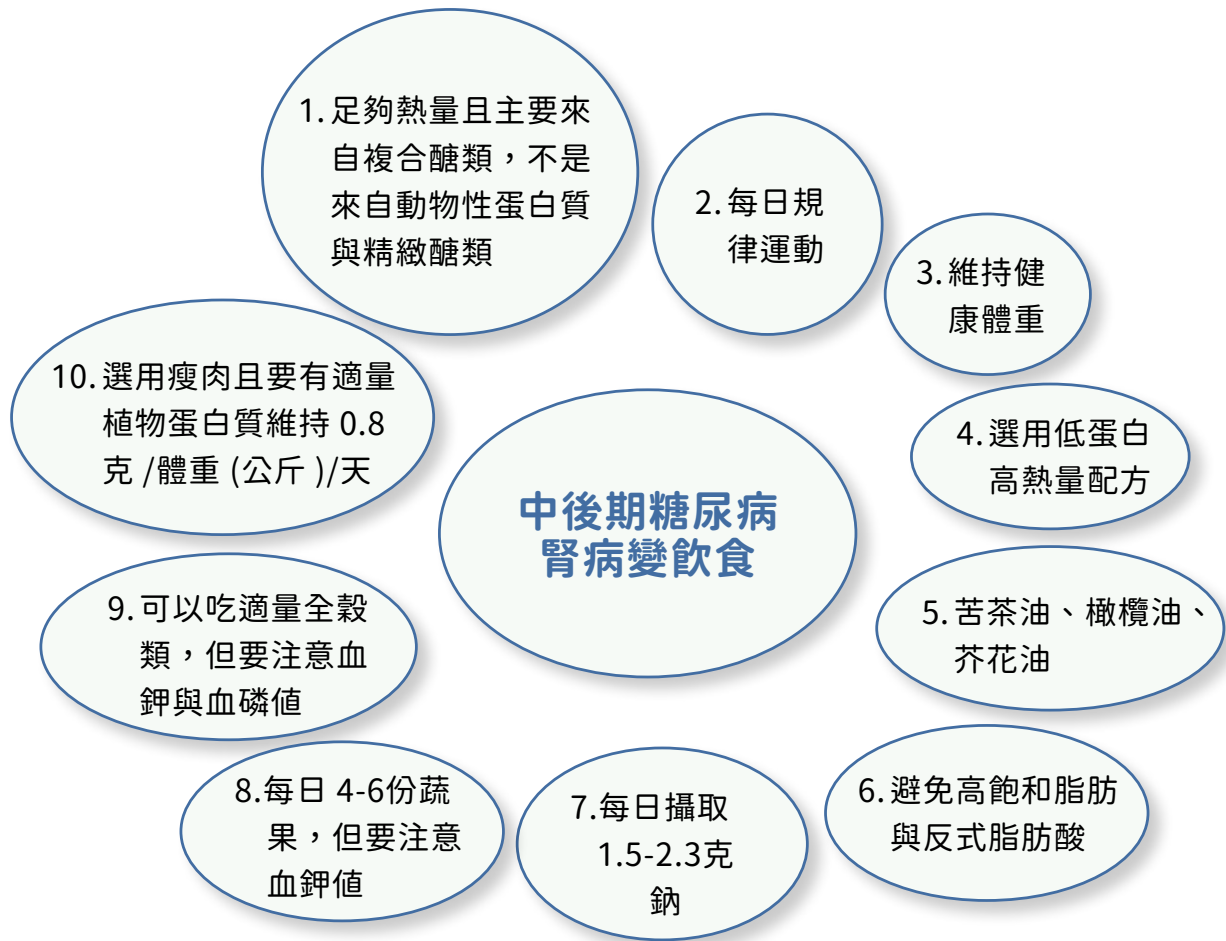 1. 足夠熱量且主要來
自複合醣類，不是
來自動物性蛋白質
與精緻醣類
2. 每日規
律運動
3. 維持健
康體重
4. 選用低蛋白
高熱量配方
5. 苦茶油、橄欖油、
芥花油
6. 避免高飽和脂肪
與反式脂肪酸
7.每日攝取
1.5-2.3克
鈉
8.每日 4-6份蔬
果，但要注意
血鉀值
9. 可以吃適量全穀
類，但要注意血
鉀與血磷值
10. 選用瘦肉且要有適量
植物蛋白質維持 0.8
克 /體重 (公斤 )/天
中後期糖尿病
腎病變飲食